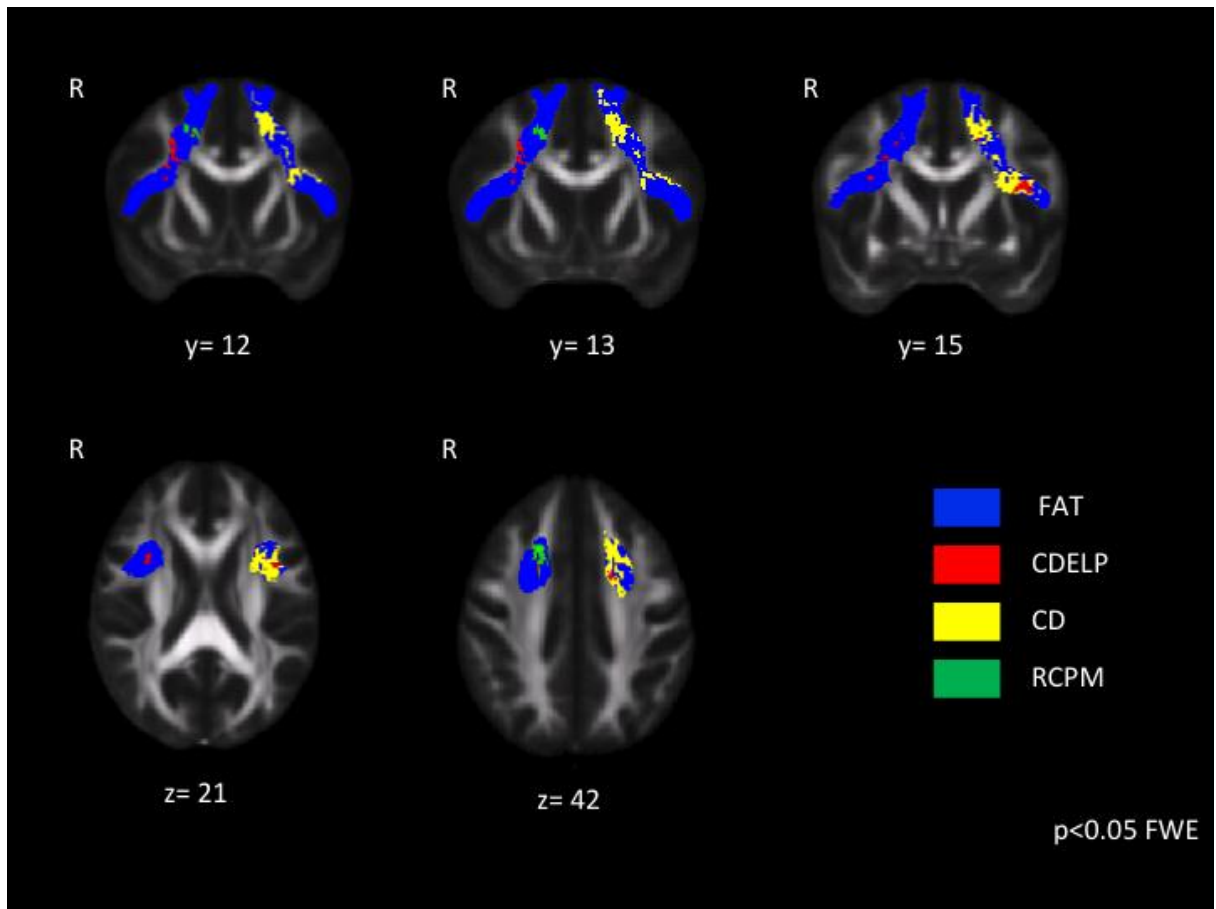 R
R
R
y= 12
y= 13
y= 15
R
R
FAT
CDELP
CD
RCPM
z= 21
z= 42
p<0.05 FWE